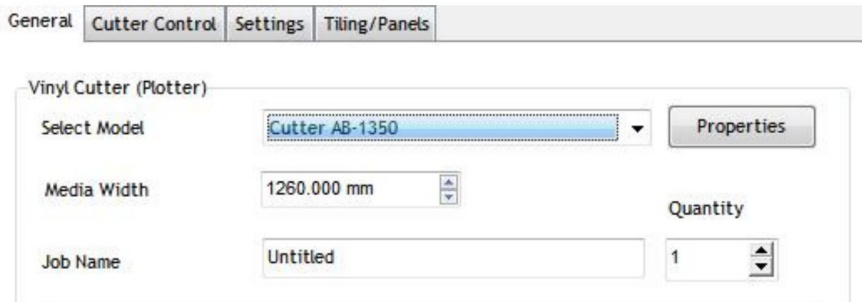 General Cutter Control Settings Tiling/Panels
Vinyl Cutter (Plotter)
Select Model Cutter AB-1350 Properties
Media Width 1260.000 mm
Quantity
Job Name Untitled 1